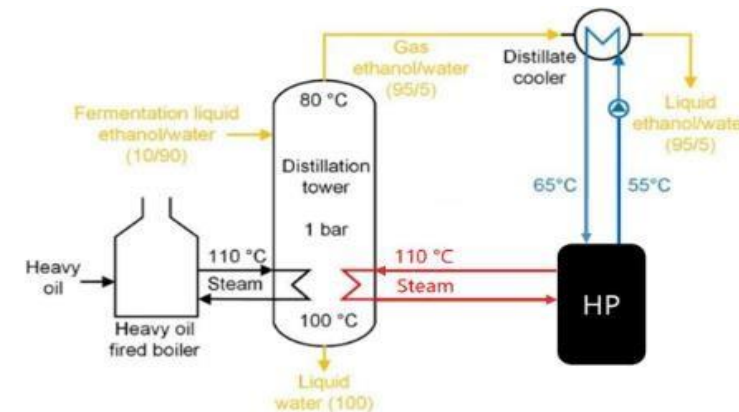 Gas
ethanol/water
(95/5)
Distillate
cooler
80 °C
Fermentation liquid
ethanol/water
(10/90)
Liquid
ethanol/water
(95/5)
Distillation
tower
65°C
55°C
1 bar
110 °C
110 °C
Heavy
oil
Steam
Steam
HP
100 °C
Heavy oil
fired boiler
Liquid
water (100)